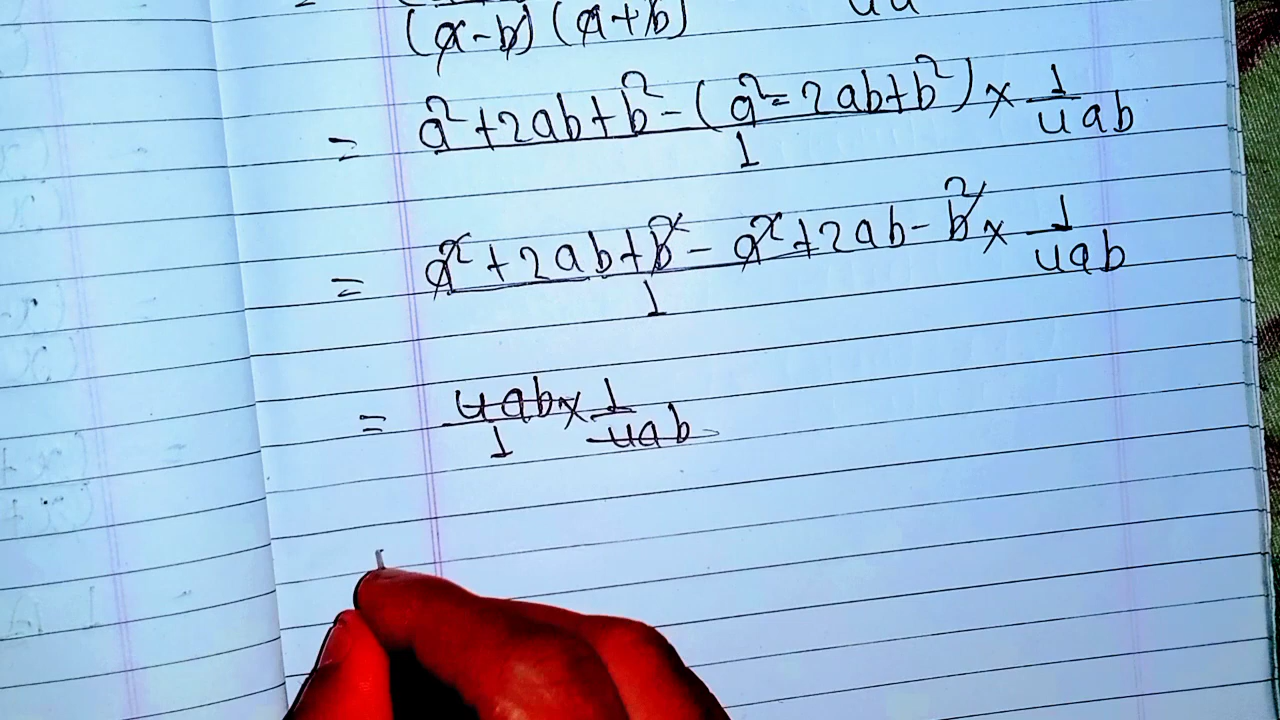 (a-b) (a+b)
= a²+2ab+b²-(a²-2ab+b²)/1 × 1/4ab
= a²+2ab+b²-a²+2ab-b²/1 × 1/4ab
= 4ab/1 × 1/4ab